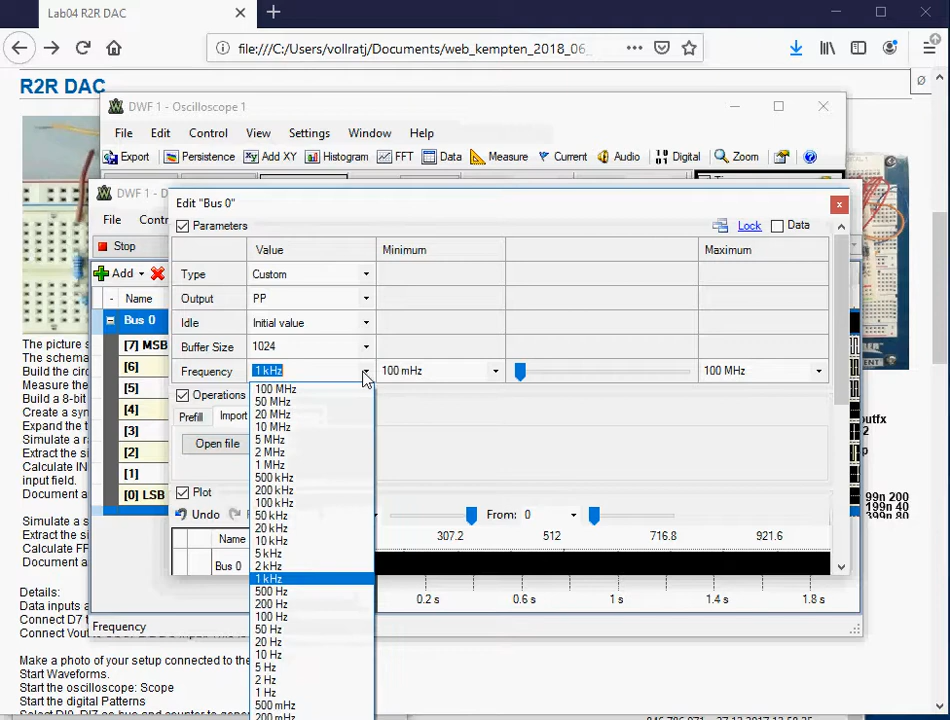 Lab04 R2R DAC
file:///C:/Users/vollratj/Documents/web_kempten_2018_06_
R2R DAC
DWF 1 - Oscilloscope 1
File Edit Control View Settings Window Help
Export Persistence Add XY Histogram FFT Data Measure Current Audio Digital Zoom
DWF 1 - D
Edit "Bus 0"
File Contr
Parameters Lock Data
Stop
Value Minimum Maximum
Add
Type Custom
Name
Output PP
Bus 0
Idle Initial value
[7] MSB
Buffer Size 1024
[6]
Frequency 1 kHz 100 mHz 100 MHz
[5]
100 MHz
Operations
[4]
50 MHz
20 MHz
Prefill Import
outfx
10 MHz
[3]
2
5 MHz
Open file
[2]
2 MHz
1 MHz
[1]
500 kHz
Plot
200 kHz
[0] LSB
199n 200
100 kHz
299n 80
399n 40
Undo
50 kHz
From: 0
20 kHz
Name
307.2 512 716.8 921.6
10 kHz
5 kHz
Bus 0
2 kHz
1 kHz
500 Hz
0.2 s 0.6 s 1 s 1.4 s 1.8 s
200 Hz
100 Hz
Frequency
50 Hz
20 Hz
10 Hz
5 Hz
2 Hz
1 Hz
500 mHz
200 mHz
The picture s
The schema
Build the circ
Measure the
Build a 8-bit
Create a syn
Expand the t
Simulate a r
Extract the si
Calculate IN
input field.
Document a
Simulate a s
Extract the si
Calculate FF
Document a
Details:
Data inputs a
Connect D7 t
Make a photo of your setup connected to the
Start Waveforms.
Start the oscilloscope: Scope
Start the digital Patterns